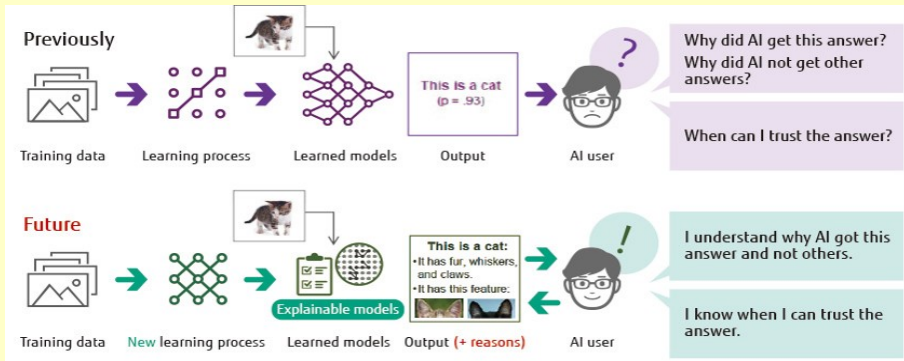 Previously
Training data
Learning process
Learned models
This is a cat
(p = .93)
Output
?
AI user
Why did AI get this answer?
Why did AI not get other
answers?
When can I trust the answer?
Future
Training data
New learning process
Explainable models
Learned models
This is a cat:
•It has fur, whiskers,
and claws.
•It has this feature:
Output (+ reasons)
!
AI user
I understand why AI got this
answer and not others.
I know when I can trust the
answer.